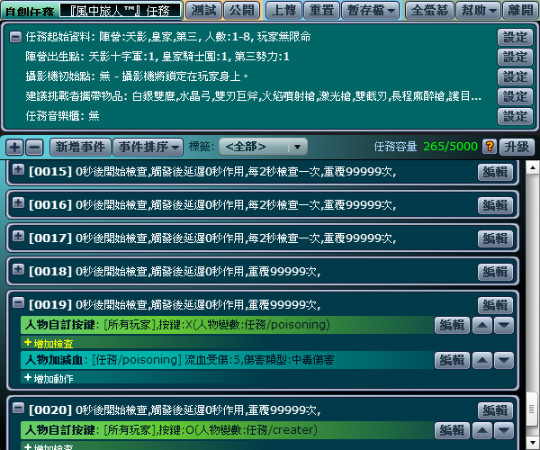 自創任務 『風中旅人™』任務 測試 公開 上傳 重置 暫存檔 全螢幕 幫助 離開
任務起始資料: 陣營:天影,皇家,第三, 人數:1-8, 玩家無限命 設定
陣營出生點: 天影十字軍:1, 皇家騎士團:1, 第三勢力:1 設定
攝影機初始點: 無 - 攝影機將鎖定在玩家身上。 設定
建議挑戰者攜帶物品: 白銀雙塵,水晶弓,雙刃巨斧,火焰噴射槍,激光槍,雙截刃,長程麻醉槍,護目... 設定
任務音樂櫃: 無 設定
新增事件 事件排序 標籤: <全部> 任務容量 265/5000 ? 升級
[0015] 0秒後開始檢查,觸發後延遲0秒作用,每2秒檢查一次,重覆99999次, 編輯
[0016] 0秒後開始檢查,觸發後延遲0秒作用,每2秒檢查一次,重覆99999次, 編輯
[0017] 0秒後開始檢查,觸發後延遲0秒作用,每2秒檢查一次,重覆99999次, 編輯
[0018] 0秒後開始檢查,觸發後延遲0秒作用,重覆99999次, 編輯
[0019] 0秒後開始檢查,觸發後延遲0秒作用,重覆99999次, 編輯
人物自訂按鍵: [所有玩家],按鍵:X(人物變數:任務/poisoning) 編輯
+增加檢查
人物加減血: [任務/poisoning] 流血受傷:5,傷害類型:中毒傷害 編輯
+增加動作
[0020] 0秒後開始檢查,觸發後延遲0秒作用,重覆99999次, 編輯
人物自訂按鍵: [所有玩家],按鍵:O(人物變數:任務/creater) 編輯
+增加檢查